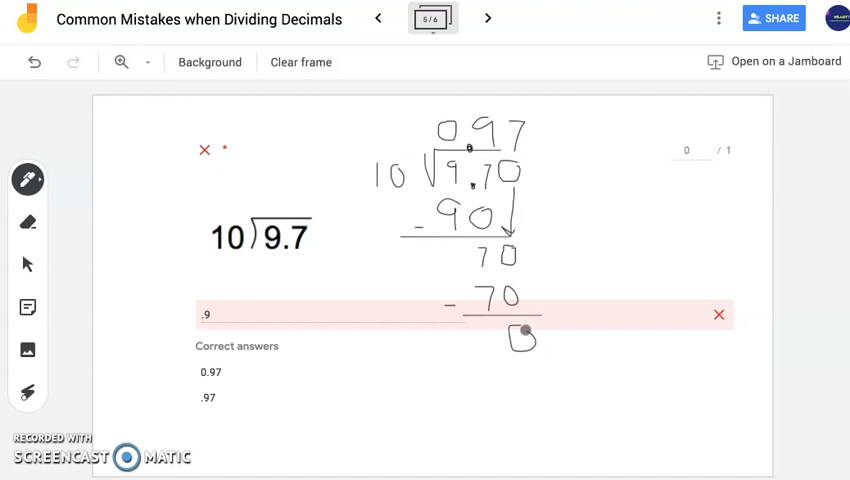 Common Mistakes when Dividing Decimals
5 / 6
SHARE
Background
Clear frame
Open on a Jamboard
*
0 / 1
0.97
10 9.70
- 90
70
- 70
0
10 9.7
.9
Correct answers
0.97
.97
RECORDED WITH
SCREENCAST MATIC